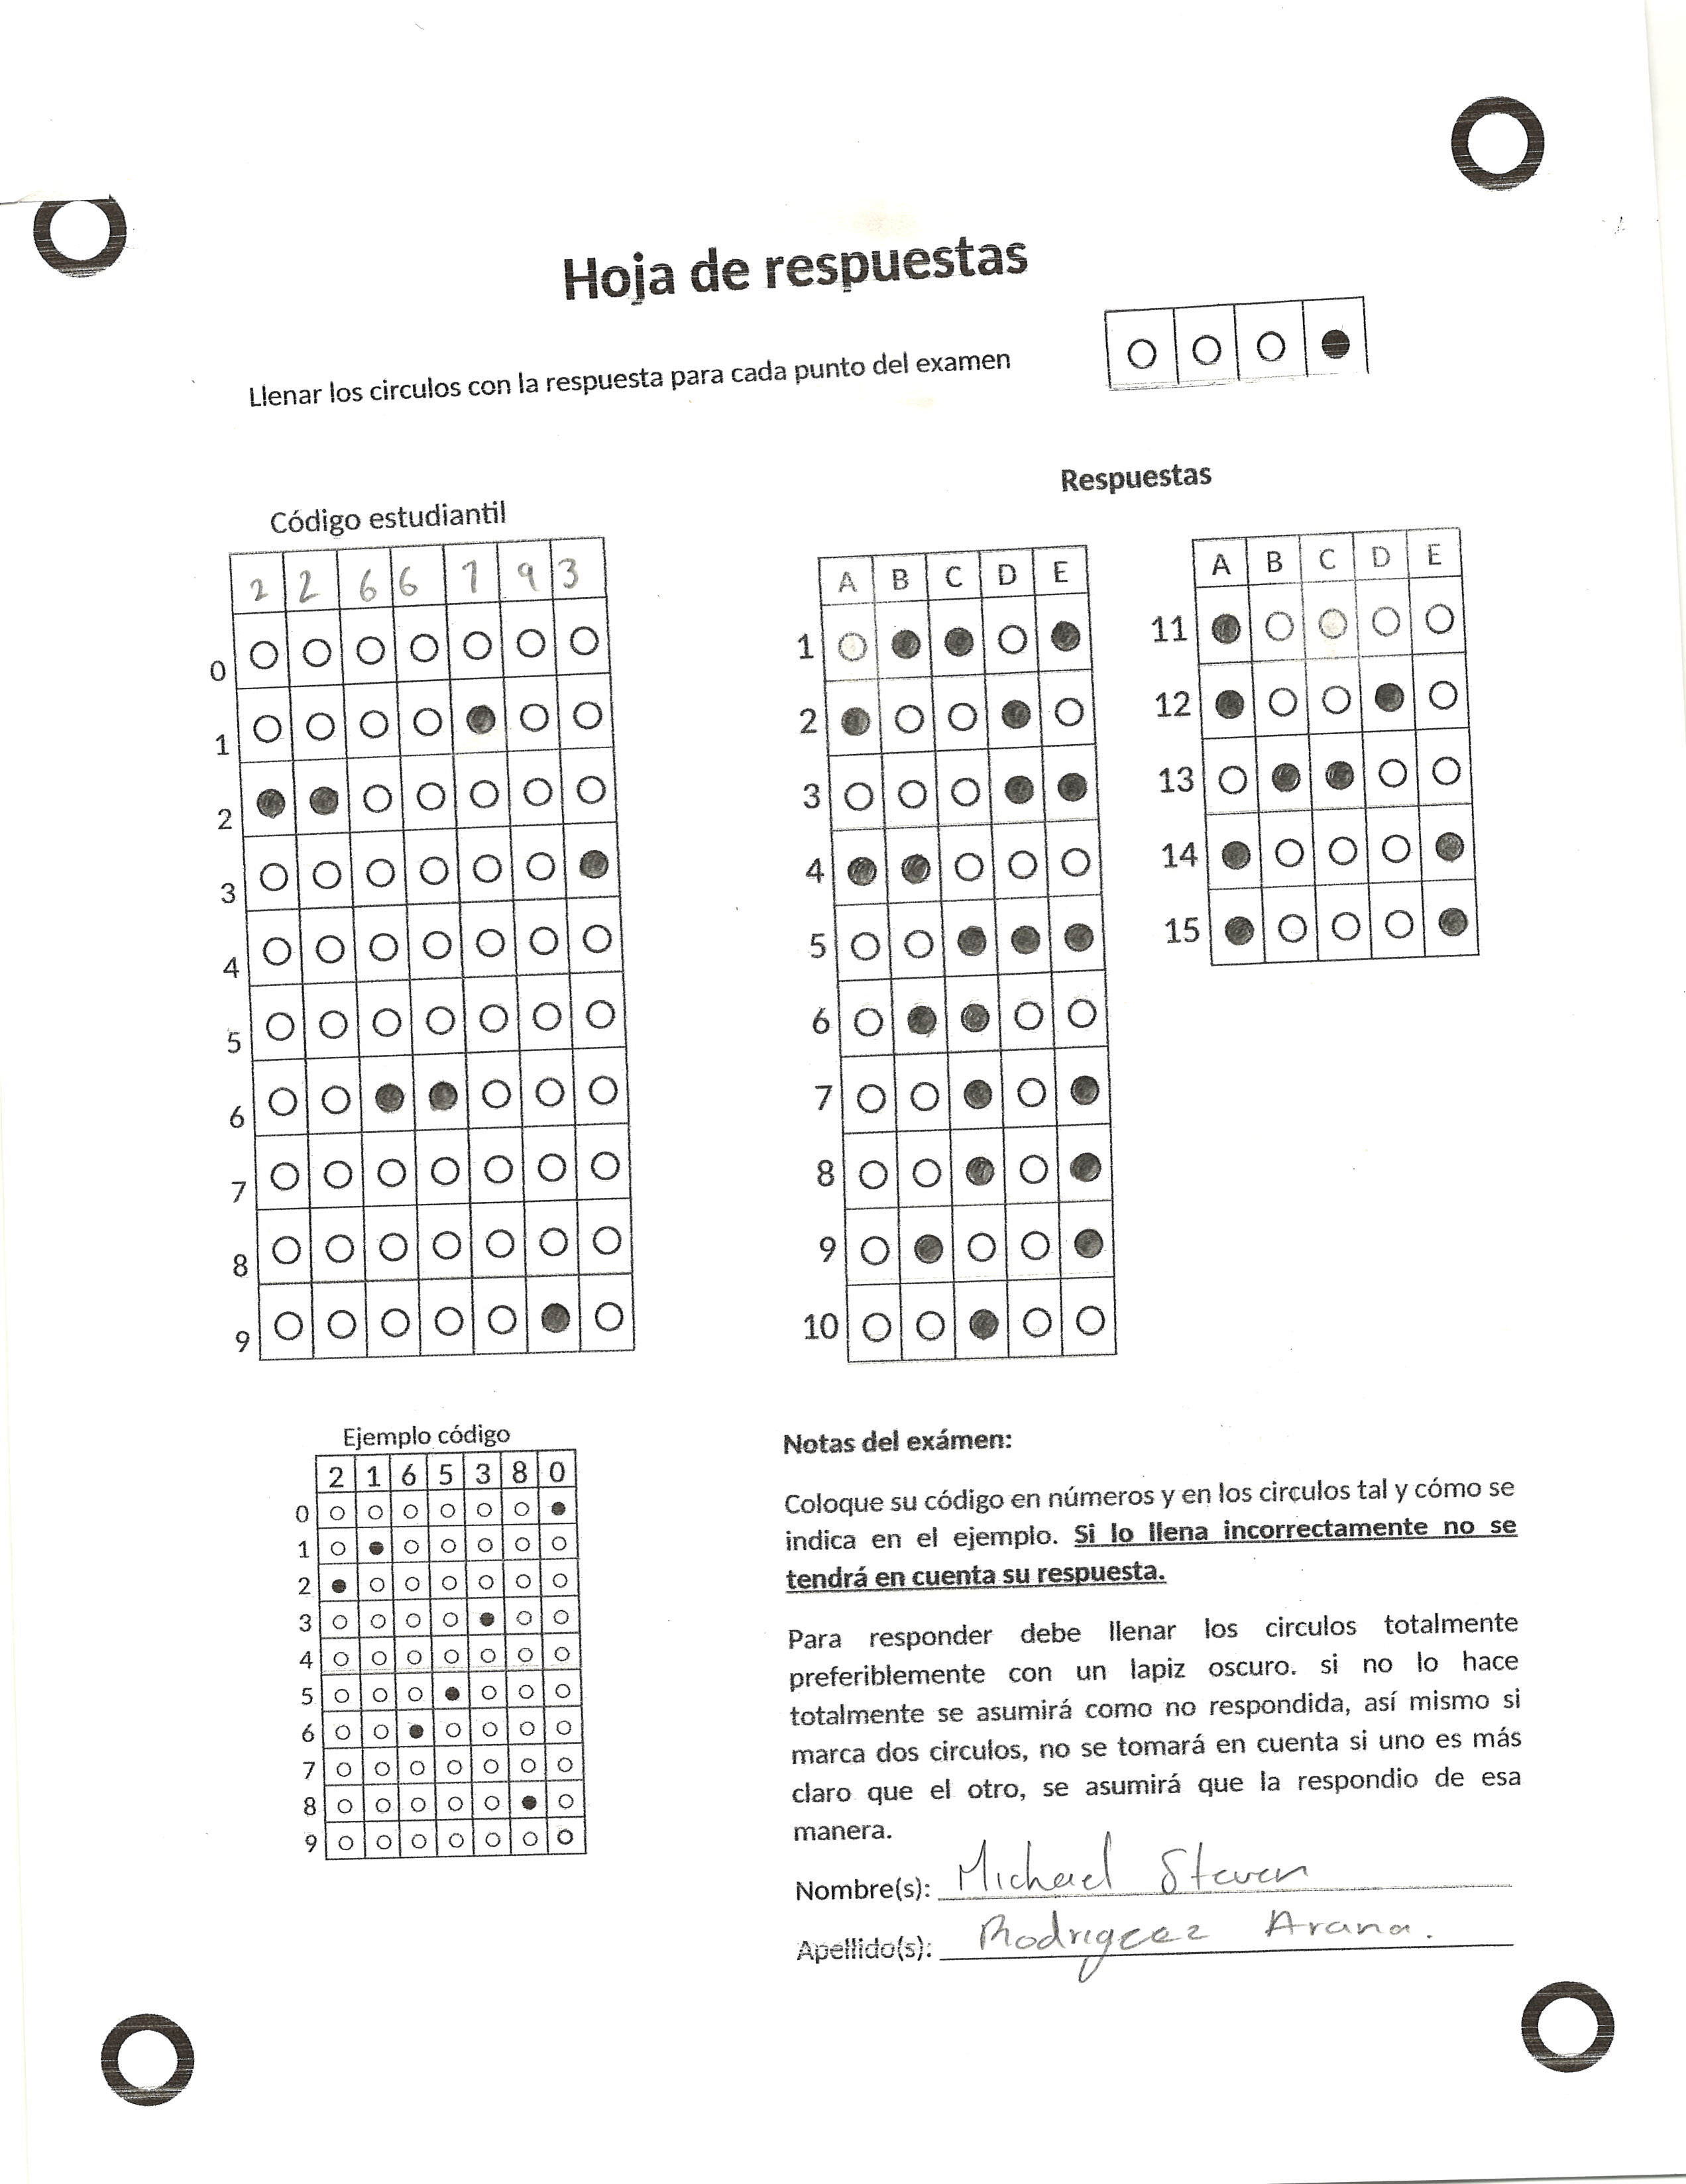 Hoja de respuestas
Llenar los circulos con la respuesta para cada punto del examen
Respuestas
Código estudiantil
2 2 6 6 1 9 3
0
1
2
3
4
5
6
7
8
9
A B C D E
1
2
3
4
5
6
7
8
9
10
A B C D E
11
12
13
14
15
Ejemplo código
2 1 6 5 3 8 0
0
1
2
3
4
5
6
7
8
9
Notas del exámen:
Coloque su código en números y en los circulos tal y cómo se
indica en el ejemplo. Si lo llena incorrectamente no se
tendrá en cuenta su respuesta.
Para responder debe llenar los circulos totalmente
preferiblemente con un lapiz oscuro. si no lo hace
totalmente se asumirá como no respondida, así mismo si
marca dos circulos, no se tomará en cuenta si uno es más
claro que el otro, se asumirá que la respondio de esa
manera.
Nombre(s): Michael Steven
Apellido(s): Rodriguez Arana.